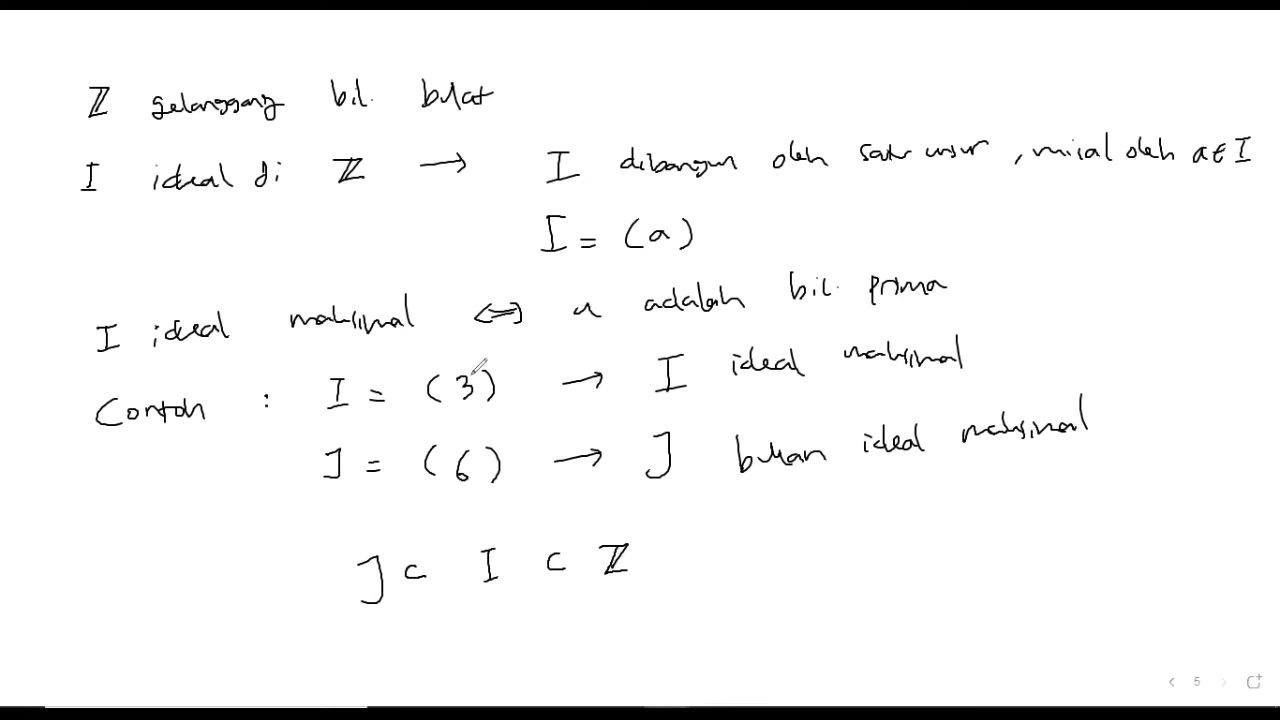 ℤ gelanggang bil. bulat
I ideal di ℤ → I dibangun oleh satu unsur, misal oleh a ∈ I
I = (a)
I ideal maksimal ⇔ a adalah bil. prima
Contoh : I = (3) → I ideal maksimal
J = (6) → J bukan ideal maksimal
J ⊂ I ⊂ ℤ
< 5 >